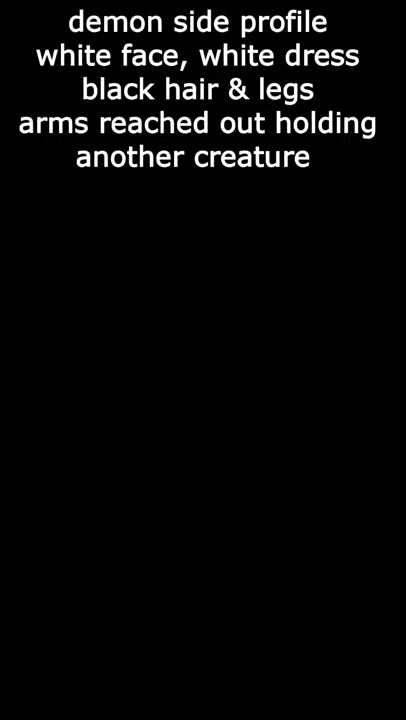 demon side profile
white face, white dress
black hair & legs
arms reached out holding
another creature